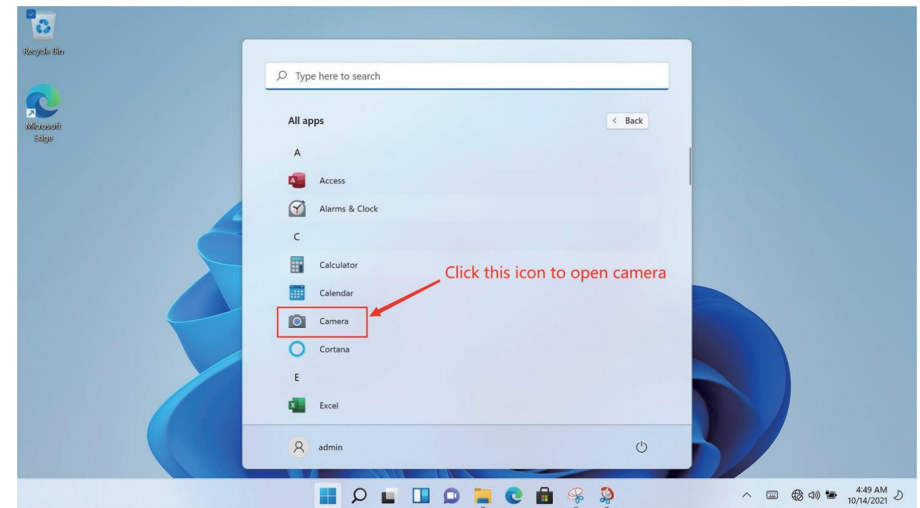 Recycle Bin
Microsoft
Edge
Type here to search
All apps
Back
A
Access
Alarms & Clock
C
Calculator
Click this icon to open camera
Calendar
Camera
Cortana
E
Excel
admin
4:49 AM
10/14/2021